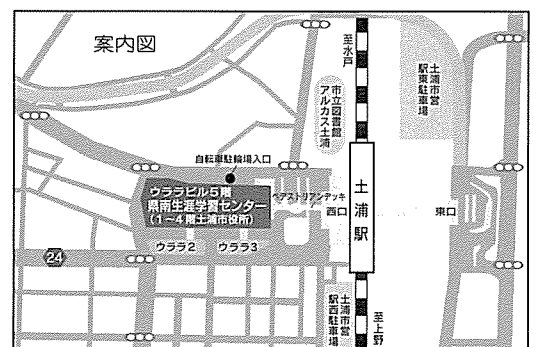 案内図
至水戸
土浦市営
駅東駐車場
市立図書館
アルカス土浦
自転車駐輪場入口
ウララビル5階
県南生涯学習センター
(1~4階土浦市役所)
ペデストリアンデッキ
西口
土浦駅
東口
ウララ2
ウララ3
24
土浦市営
駅西駐車場
至上野